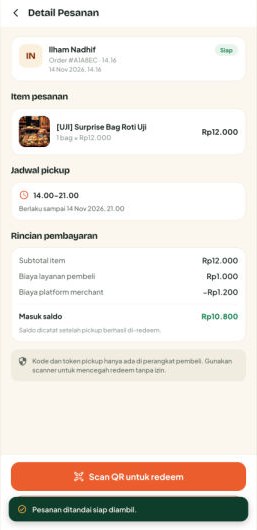 Detail Pesanan
IN
Ilham Nadhif
Siap
Order #A1A8EC · 14.16
14 Nov 2026, 14.16
Item pesanan
[UJI] Surprise Bag Roti Uji
1 bag × Rp12.000
Rp12.000
Jadwal pickup
14.00–21.00
Berlaku sampai 14 Nov 2026, 21.00
Rincian pembayaran
Subtotal item Rp12.000
Biaya layanan pembeli Rp1.000
Biaya platform merchant -Rp1.200
Masuk saldo Rp10.800
Saldo dicatat setelah pickup berhasil di-redeem.
Kode dan token pickup hanya ada di perangkat pembeli. Gunakan
scanner untuk mencegah redeem tanpa izin.
Scan QR untuk redeem
Pesanan ditandai siap diambil.